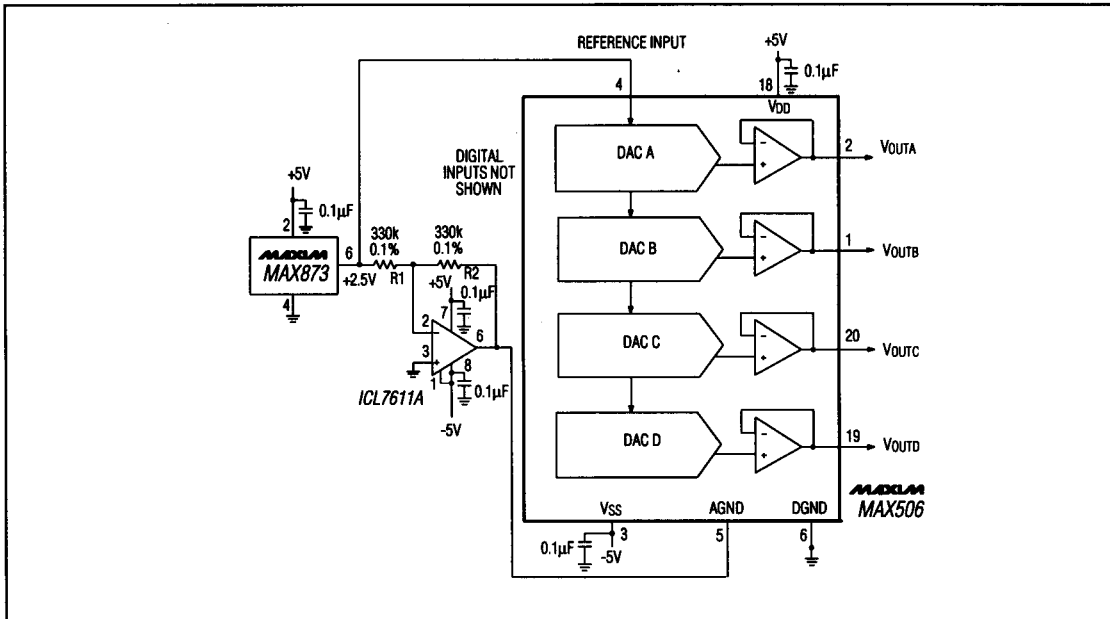 REFERENCE INPUT
+5V
0.1µF
4
18
VDD
DIGITAL
INPUTS NOT
SHOWN
DAC A
-
+
2
VOUTA
+5V
0.1µF
2
MAXIM
MAX873
4
6
+2.5V
330k
0.1%
R1
330k
0.1%
R2
DAC B
-
+
1
VOUTB
+5V
0.1µF
7
2
-
3
+
6
1
8
0.1µF
ICL7611A
-5V
DAC C
-
+
20
VOUTC
DAC D
-
+
19
VOUTD
MAXIM
MAX506
VSS
AGND
DGND
3
5
6
0.1µF
-5V